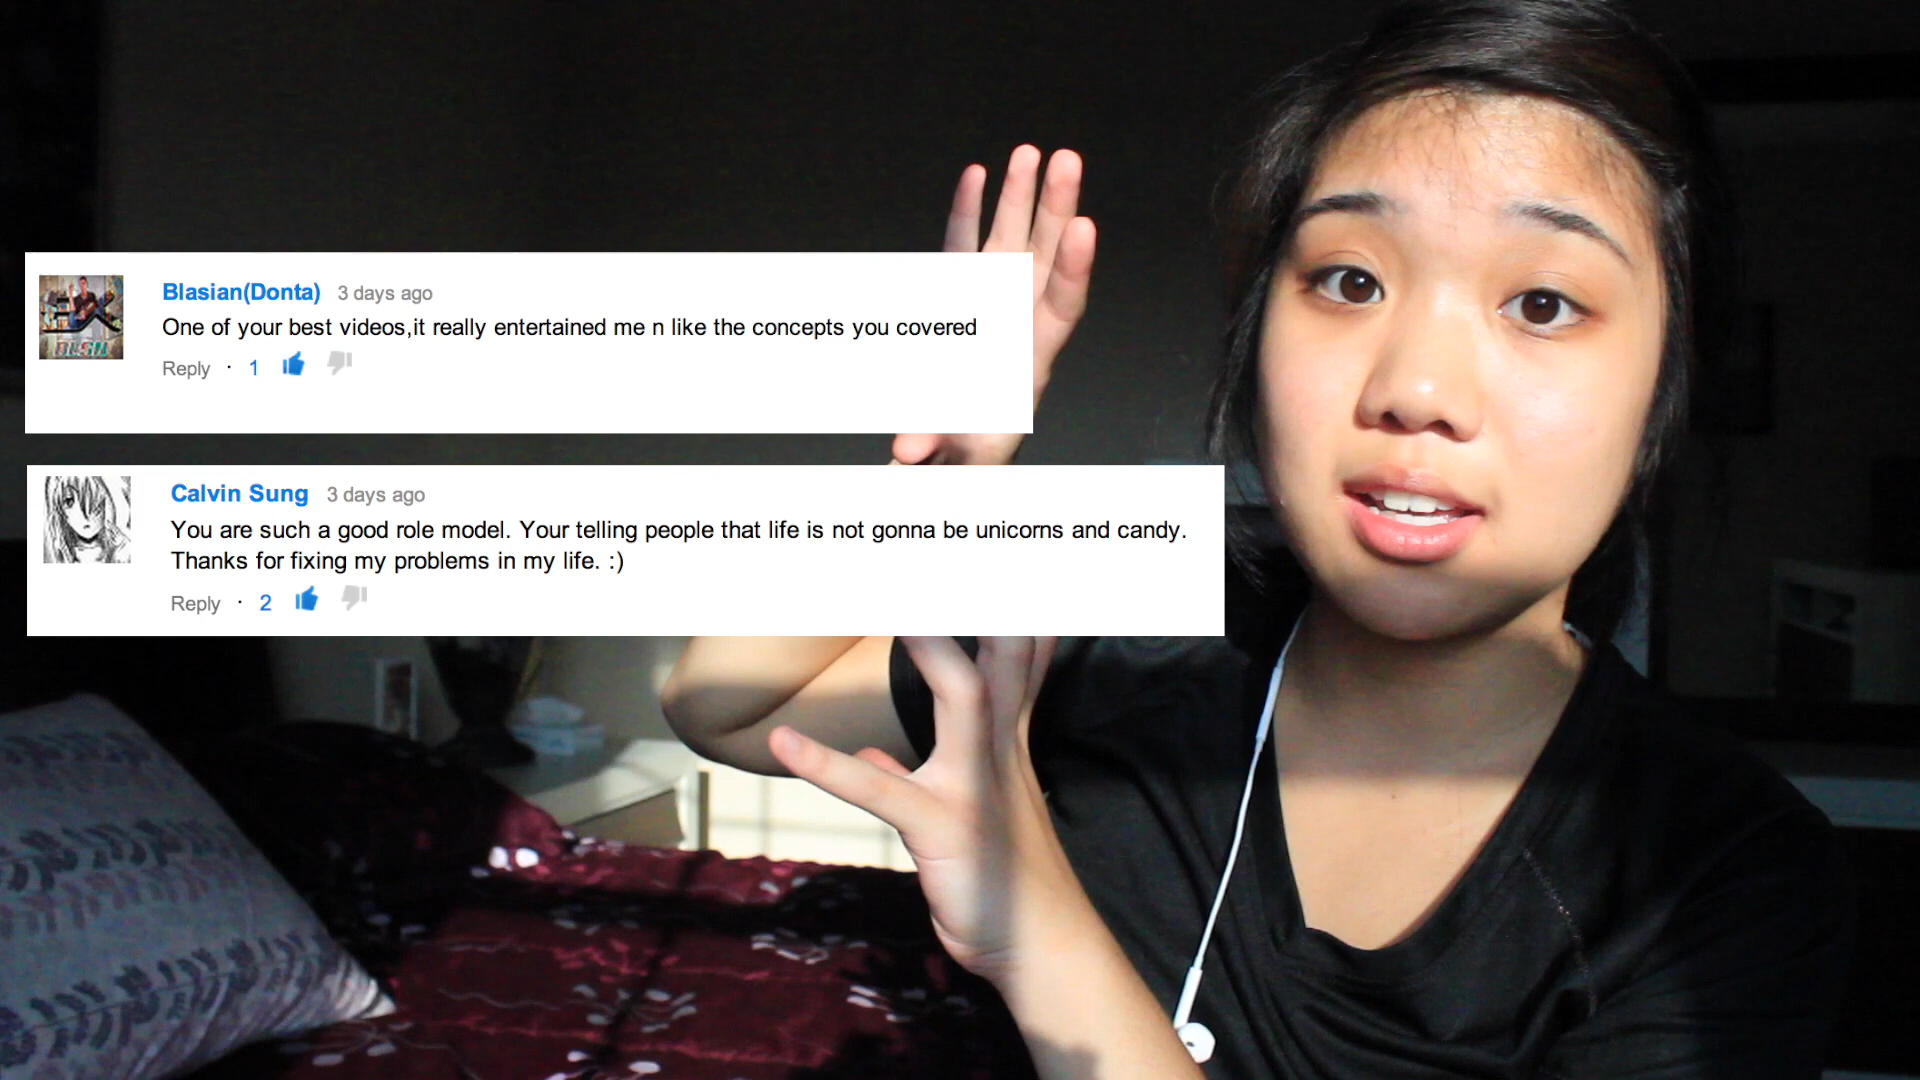 Blasian(Donta) 3 days ago
One of your best videos,it really entertained me n like the concepts you covered
Reply · 1
Calvin Sung 3 days ago
You are such a good role model. Your telling people that life is not gonna be unicorns and candy.
Thanks for fixing my problems in my life. :)
Reply · 2